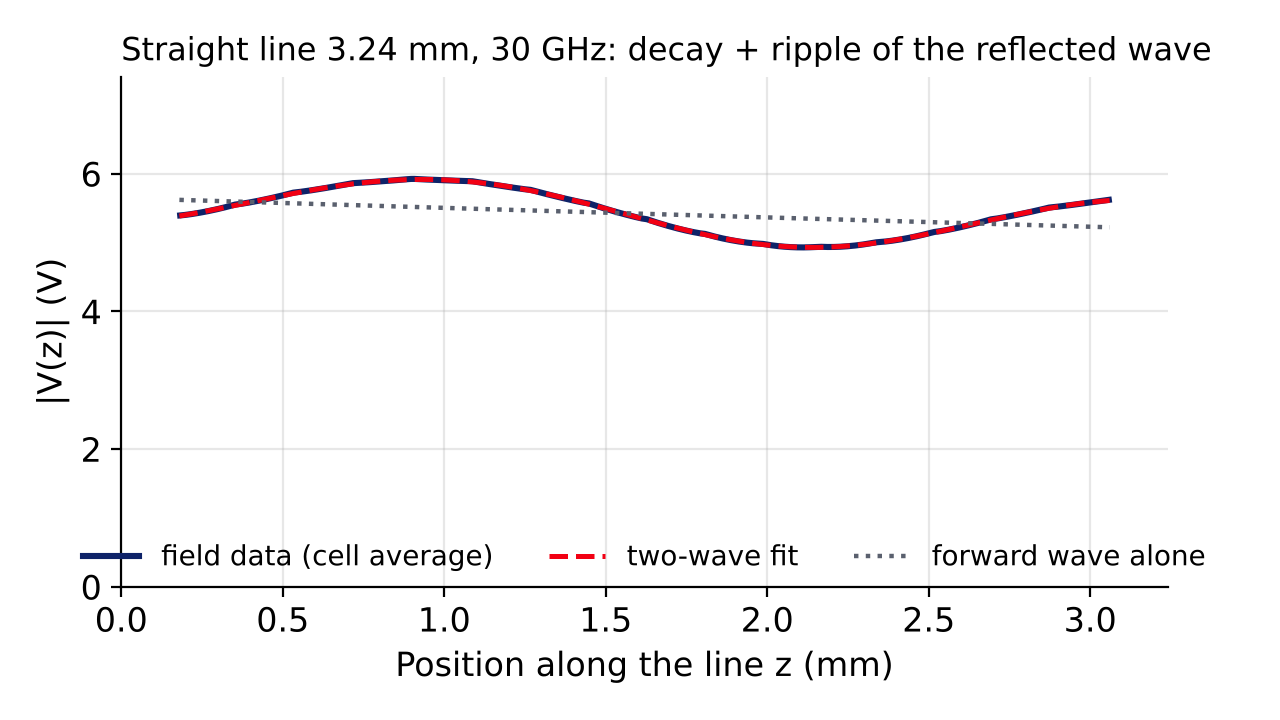 Straight line 3.24 mm, 30 GHz: decay + ripple of the reflected wave
|V(z)| (V)
6
4
2
0
field data (cell average) two-wave fit forward wave alone
0.0 0.5 1.0 1.5 2.0 2.5 3.0
Position along the line z (mm)